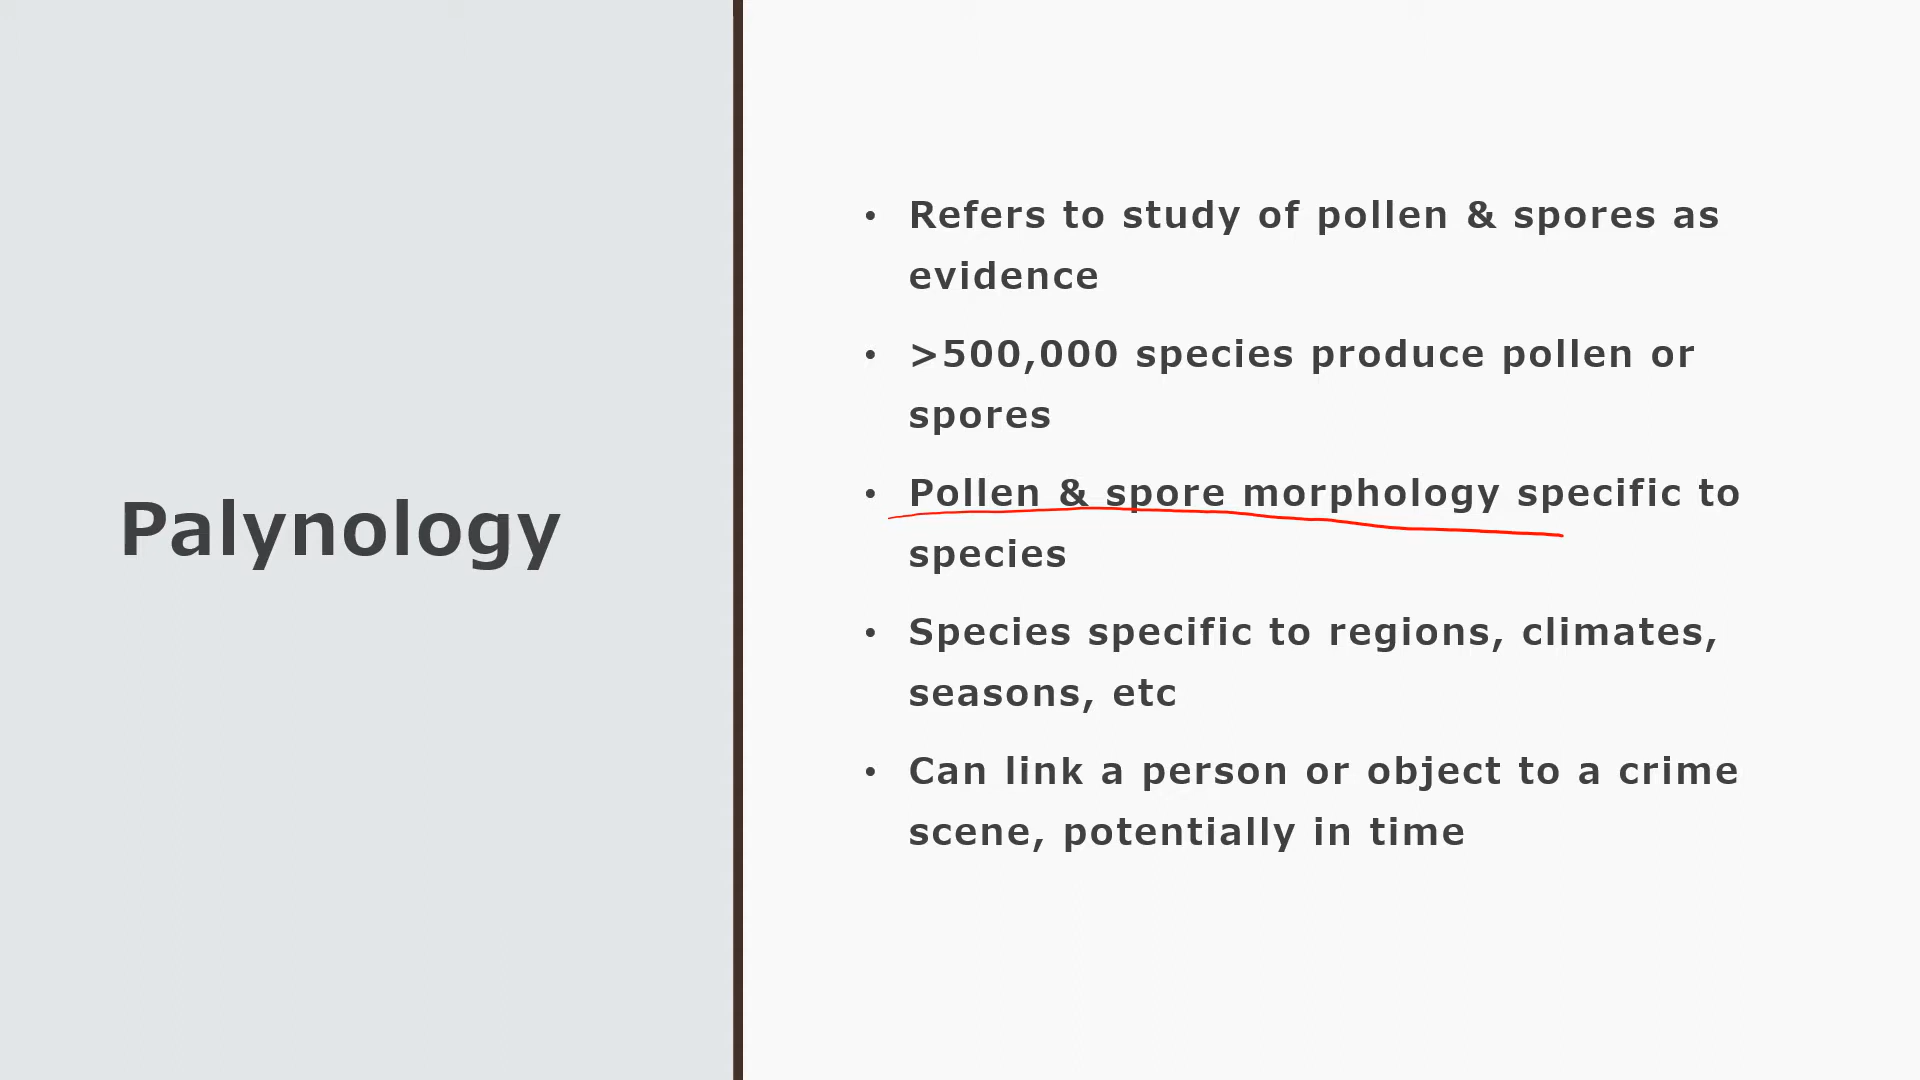 Palynology
• Refers to study of pollen & spores as
evidence
• >500,000 species produce pollen or
spores
• Pollen & spore morphology specific to
species
• Species specific to regions, climates,
seasons, etc
• Can link a person or object to a crime
scene, potentially in time